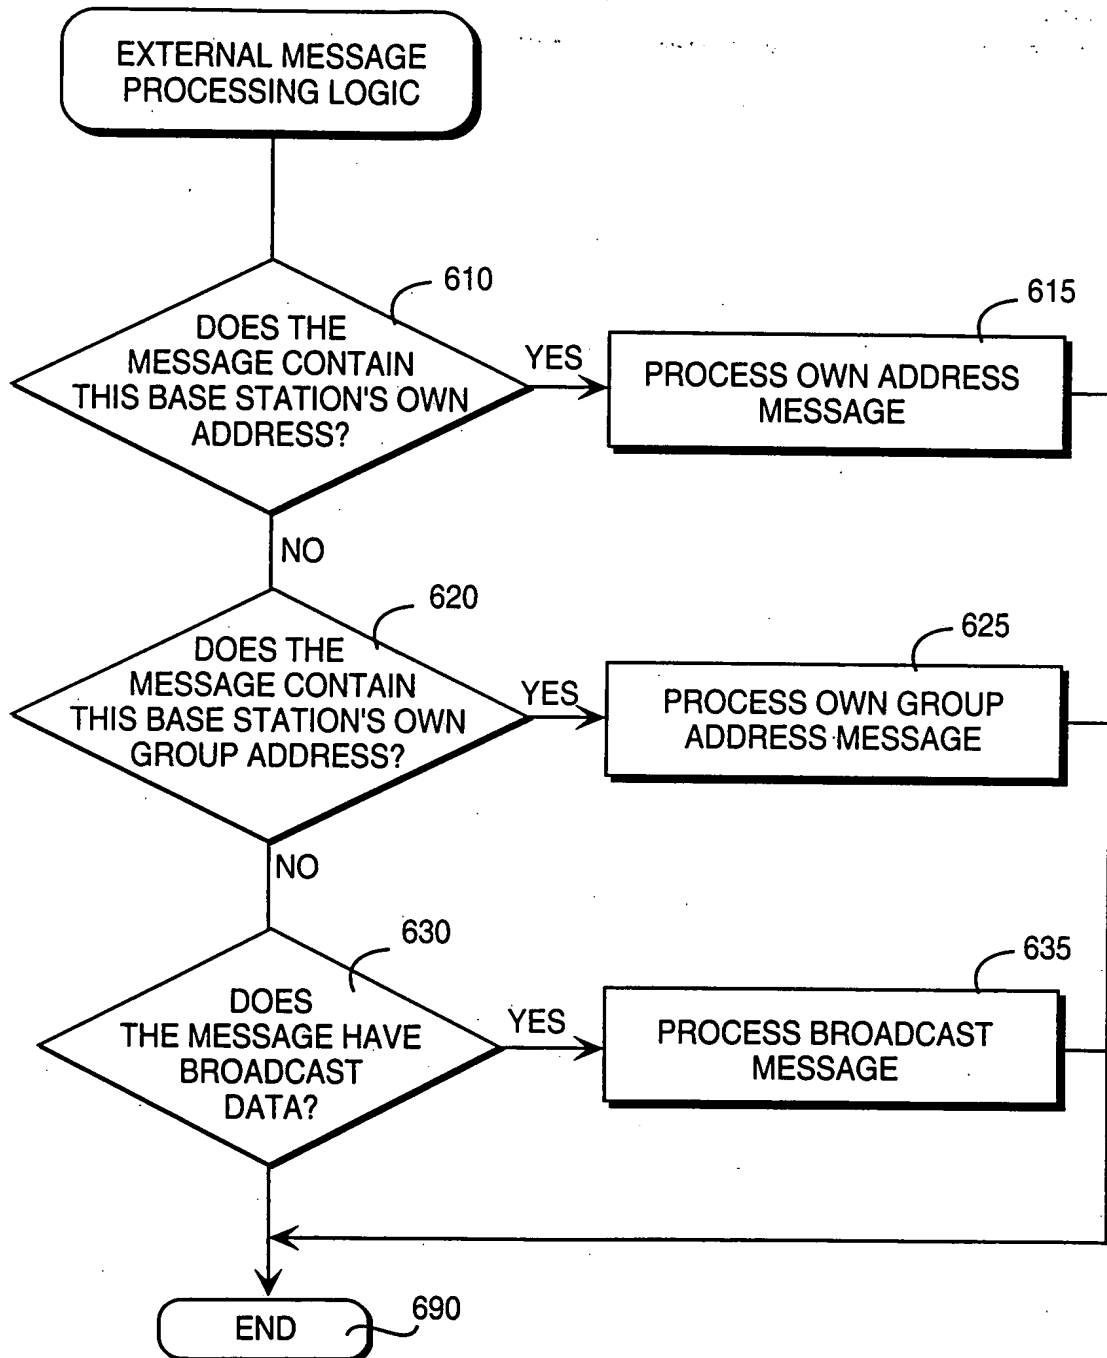 EXTERNAL MESSAGE
PROCESSING LOGIC
610
DOES THE
MESSAGE CONTAIN
THIS BASE STATION'S OWN
ADDRESS?
YES
615
PROCESS OWN ADDRESS
MESSAGE
NO
620
DOES THE
MESSAGE CONTAIN
THIS BASE STATION'S OWN
GROUP ADDRESS?
YES
625
PROCESS OWN GROUP
ADDRESS MESSAGE
NO
630
DOES
THE MESSAGE HAVE
BROADCAST
DATA?
YES
635
PROCESS BROADCAST
MESSAGE
END
690